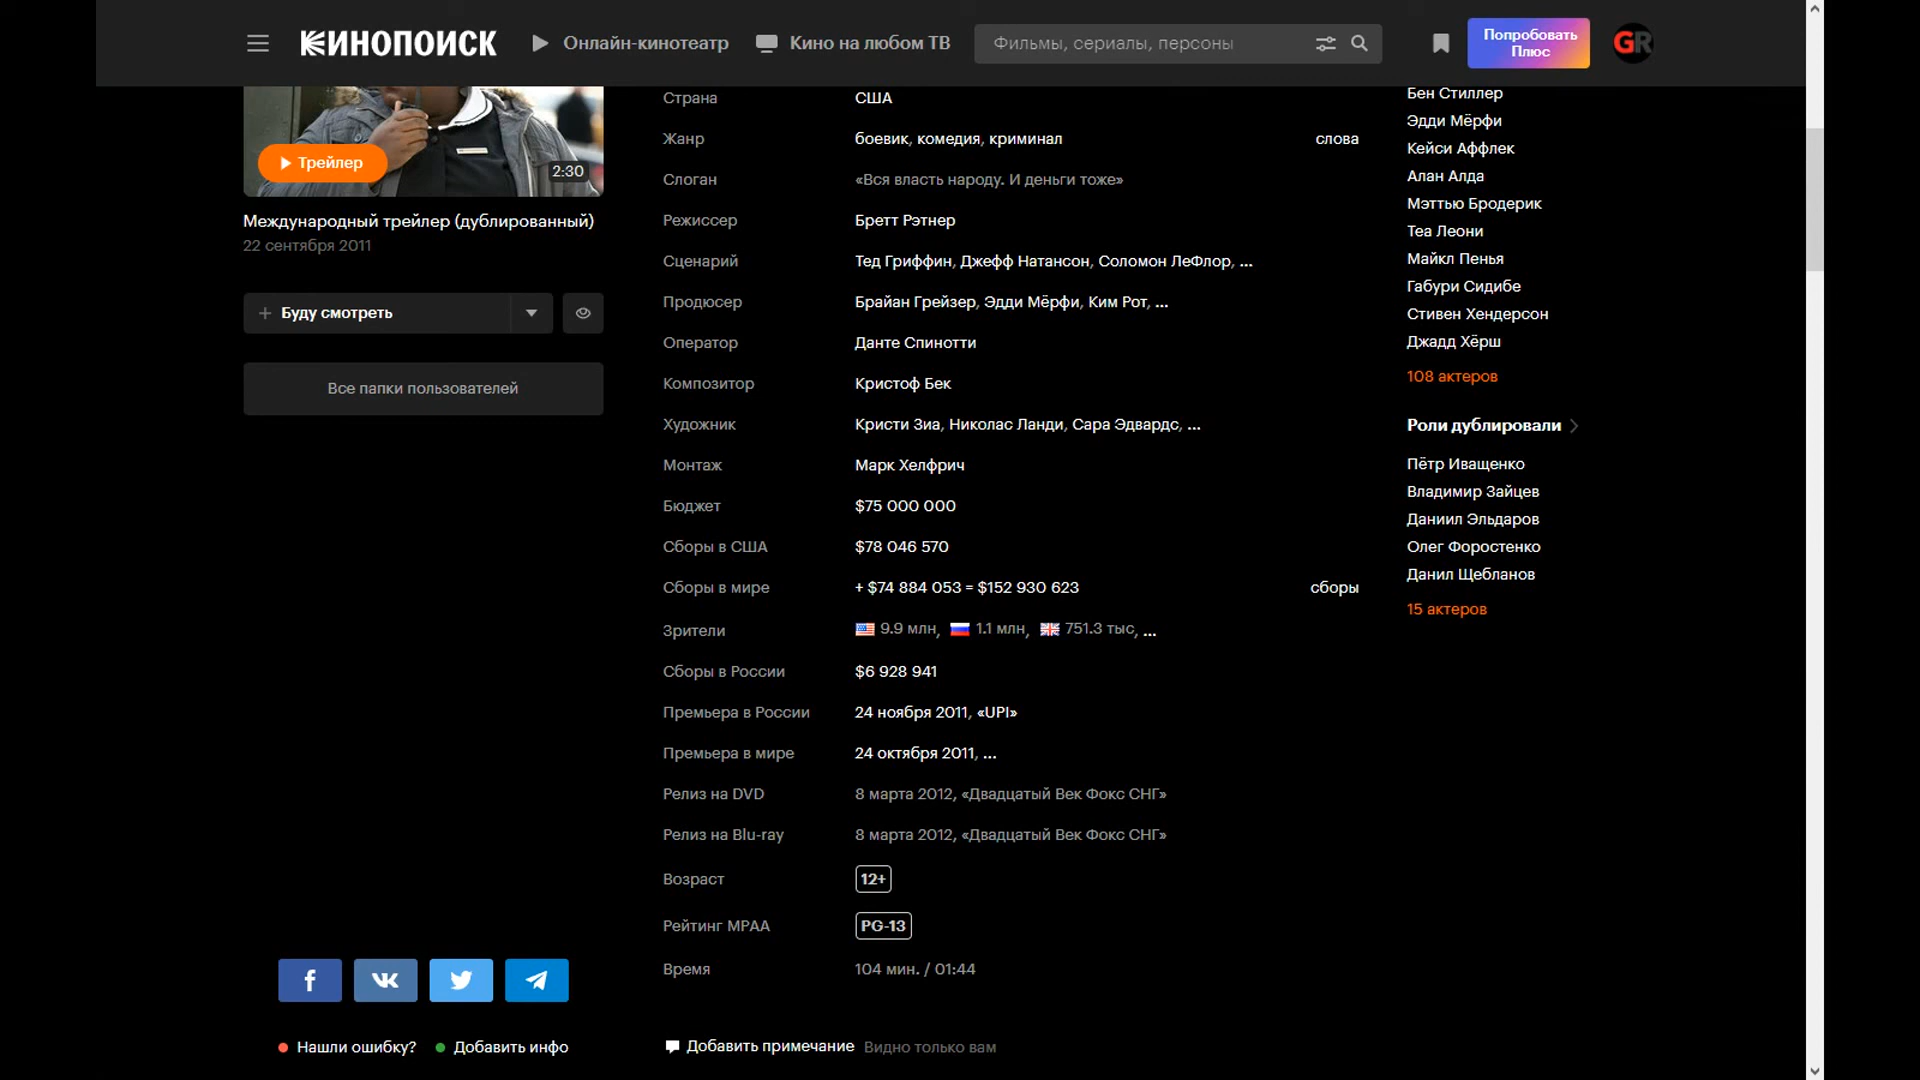 КИНОПОИСК
Онлайн-кинотеатр
Кино на любом ТВ
Фильмы, сериалы, персоны
Попробовать
Плюс
GR
Трейлер
2:30
Международный трейлер (дублированный)
22 сентября 2011
Буду смотреть
Все папки пользователей
Страна США
Жанр боевик, комедия, криминал слова
Слоган «Вся власть народу. И деньги тоже»
Режиссер Бретт Рэтнер
Сценарий Тед Гриффин, Джефф Натансон, Соломон ЛеФлор, ...
Продюсер Брайан Грейзер, Эдди Мёрфи, Ким Рот, ...
Оператор Данте Спинотти
Композитор Кристоф Бек
Художник Кристи Зиа, Николас Ланди, Сара Эдвардс, ...
Монтаж Марк Хелфрич
Бюджет $75 000 000
Сборы в США $78 046 570
Сборы в мире + $74 884 053 = $152 930 623 сборы
Зрители 9.9 млн, 1.1 млн, 751.3 тыс, ...
Сборы в России $6 928 941
Премьера в России 24 ноября 2011, «UPI»
Премьера в мире 24 октября 2011, ...
Релиз на DVD 8 марта 2012, «Двадцатый Век Фокс СНГ»
Релиз на Blu-ray 8 марта 2012, «Двадцатый Век Фокс СНГ»
Возраст 12+
Рейтинг MPAA PG-13
Время 104 мин. / 01:44
Бен Стиллер
Эдди Мёрфи
Кейси Аффлек
Алан Алда
Мэттью Бродерик
Теа Леони
Майкл Пенья
Габури Сидибе
Стивен Хендерсон
Джадд Хёрш
108 актеров
Роли дублировали
Пётр Иващенко
Владимир Зайцев
Даниил Эльдаров
Олег Форостенко
Данил Щебланов
15 актеров
Нашли ошибку? Добавить инфо
Добавить примечание Видно только вам